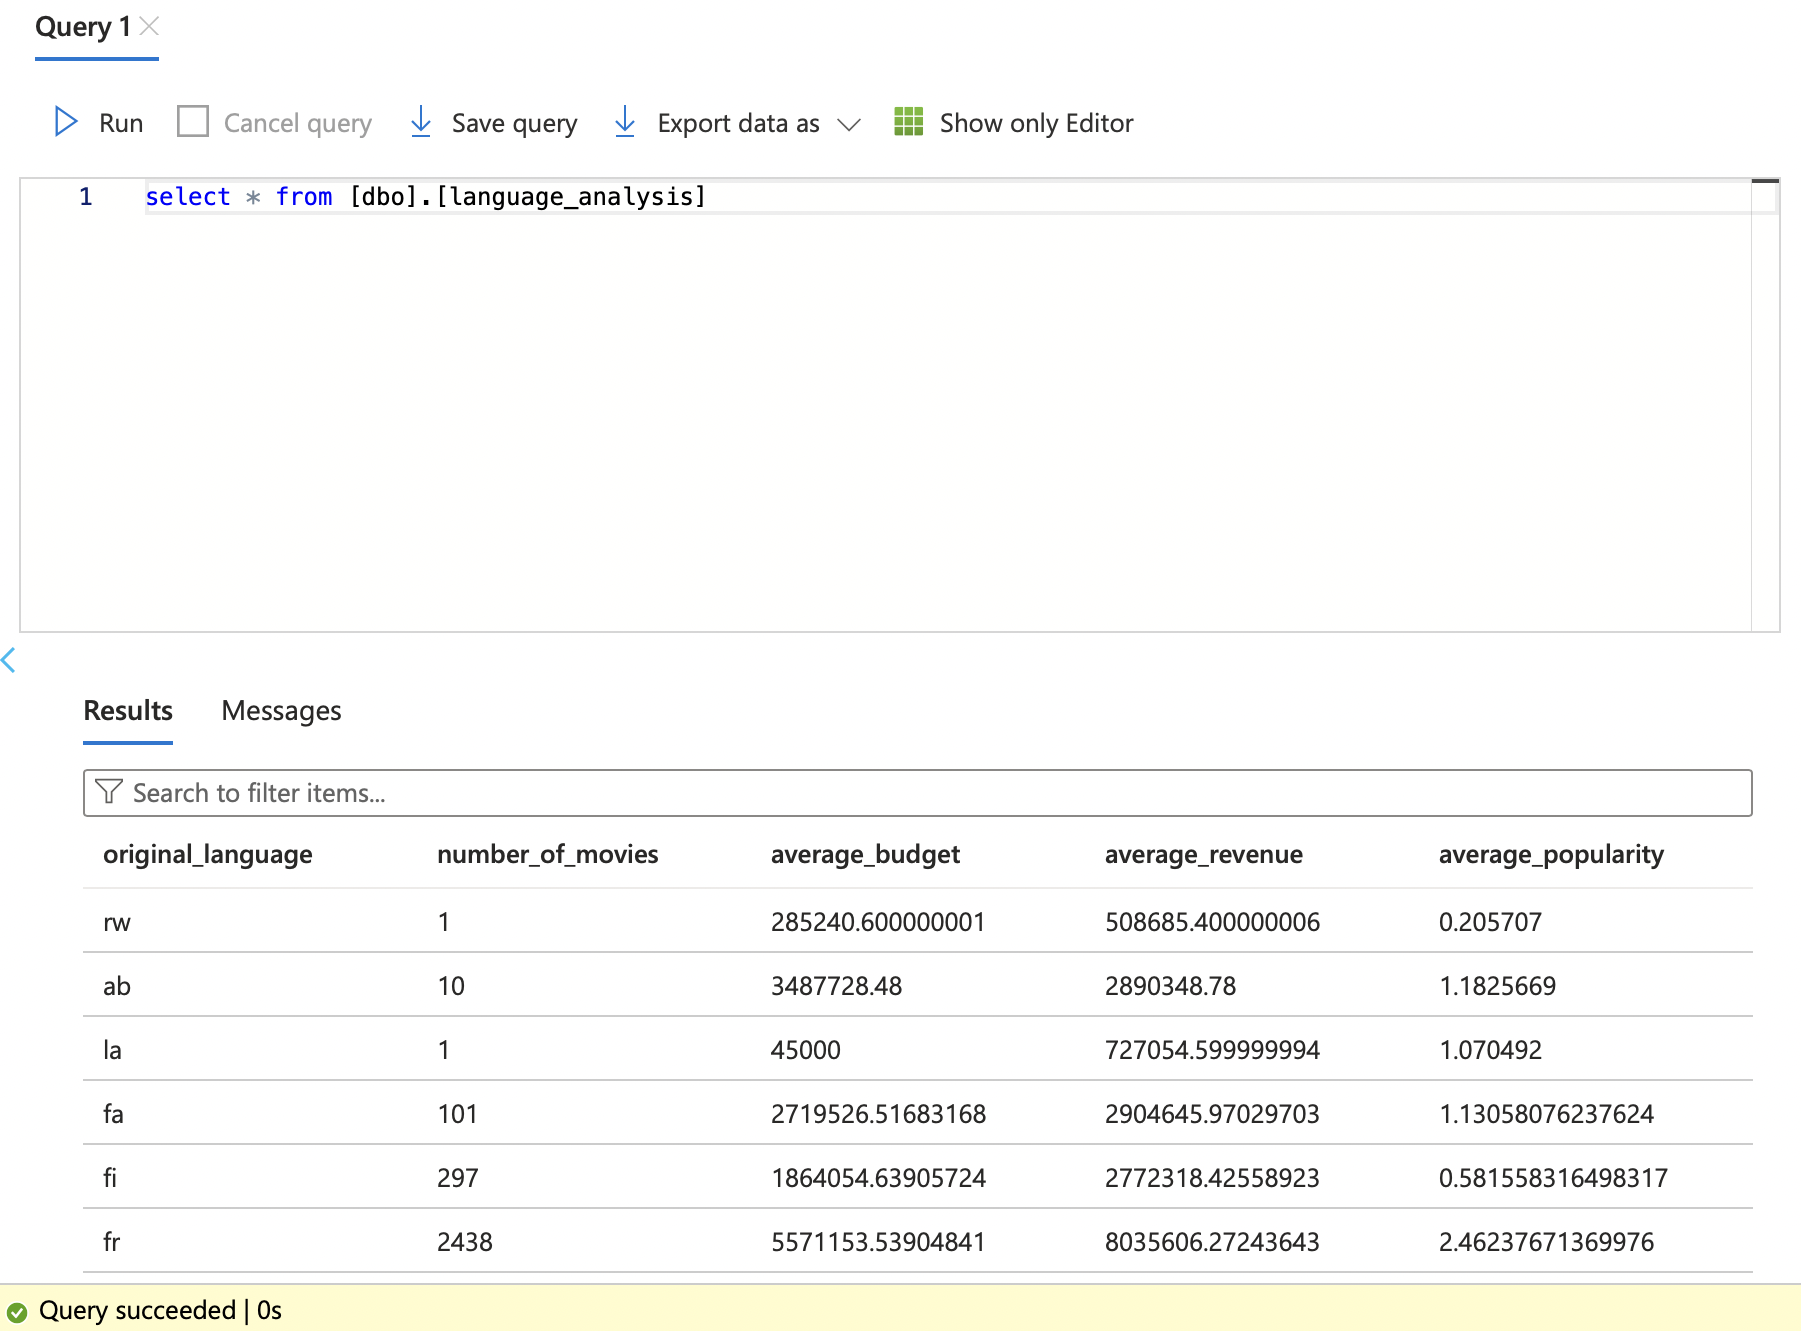 Query 1
Run Cancel query Save query Export data as Show only Editor
1 select * from [dbo].[language_analysis]
Results Messages
Search to filter items...
original_language number_of_movies average_budget average_revenue average_popularity
rw 1 285240.600000001 508685.400000006 0.205707
ab 10 3487728.48 2890348.78 1.1825669
la 1 45000 727054.599999994 1.070492
fa 101 2719526.51683168 2904645.97029703 1.13058076237624
fi 297 1864054.63905724 2772318.42558923 0.581558316498317
fr 2438 5571153.53904841 8035606.27243643 2.46237671369976
Query succeeded | 0s